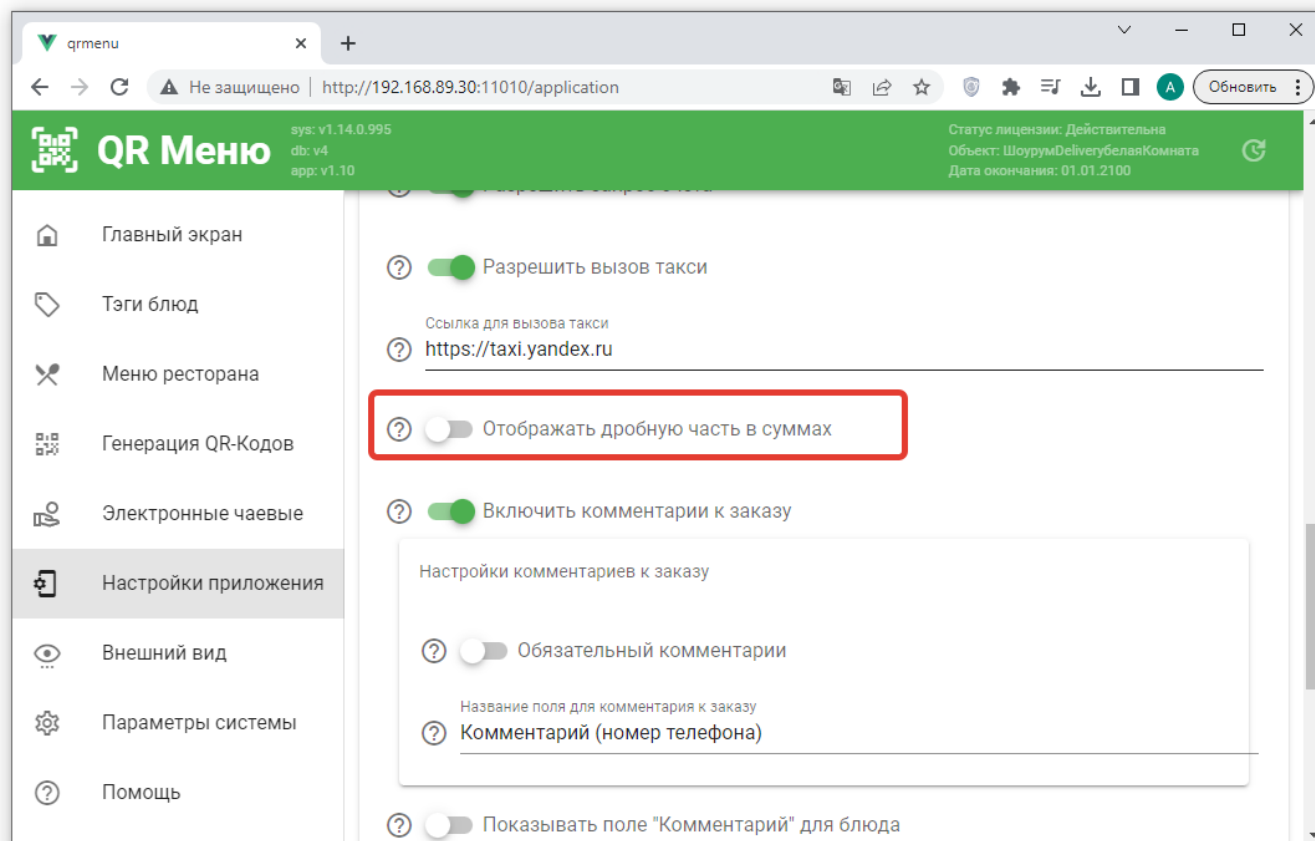 qrmenu
Не защищено
http://192.168.89.30:11010/application
A
Обновить
QR Меню
sys: v1.14.0.995
db: v4
app: v1.10
Статус лицензии: Действительна
Объект: ШоурумDeliveryбелаяКомната
Дата окончания: 01.01.2100
Главный экран
Тэги блюд
Меню ресторана
Генерация QR-Кодов
Электронные чаевые
Настройки приложения
Внешний вид
Параметры системы
Помощь
Разрешить вызов такси
Ссылка для вызова такси
https://taxi.yandex.ru
Отображать дробную часть в суммах
Включить комментарии к заказу
Настройки комментариев к заказу
Обязательный комментарии
Название поля для комментария к заказу
Комментарий (номер телефона)
Показывать поле "Комментарий" для блюда